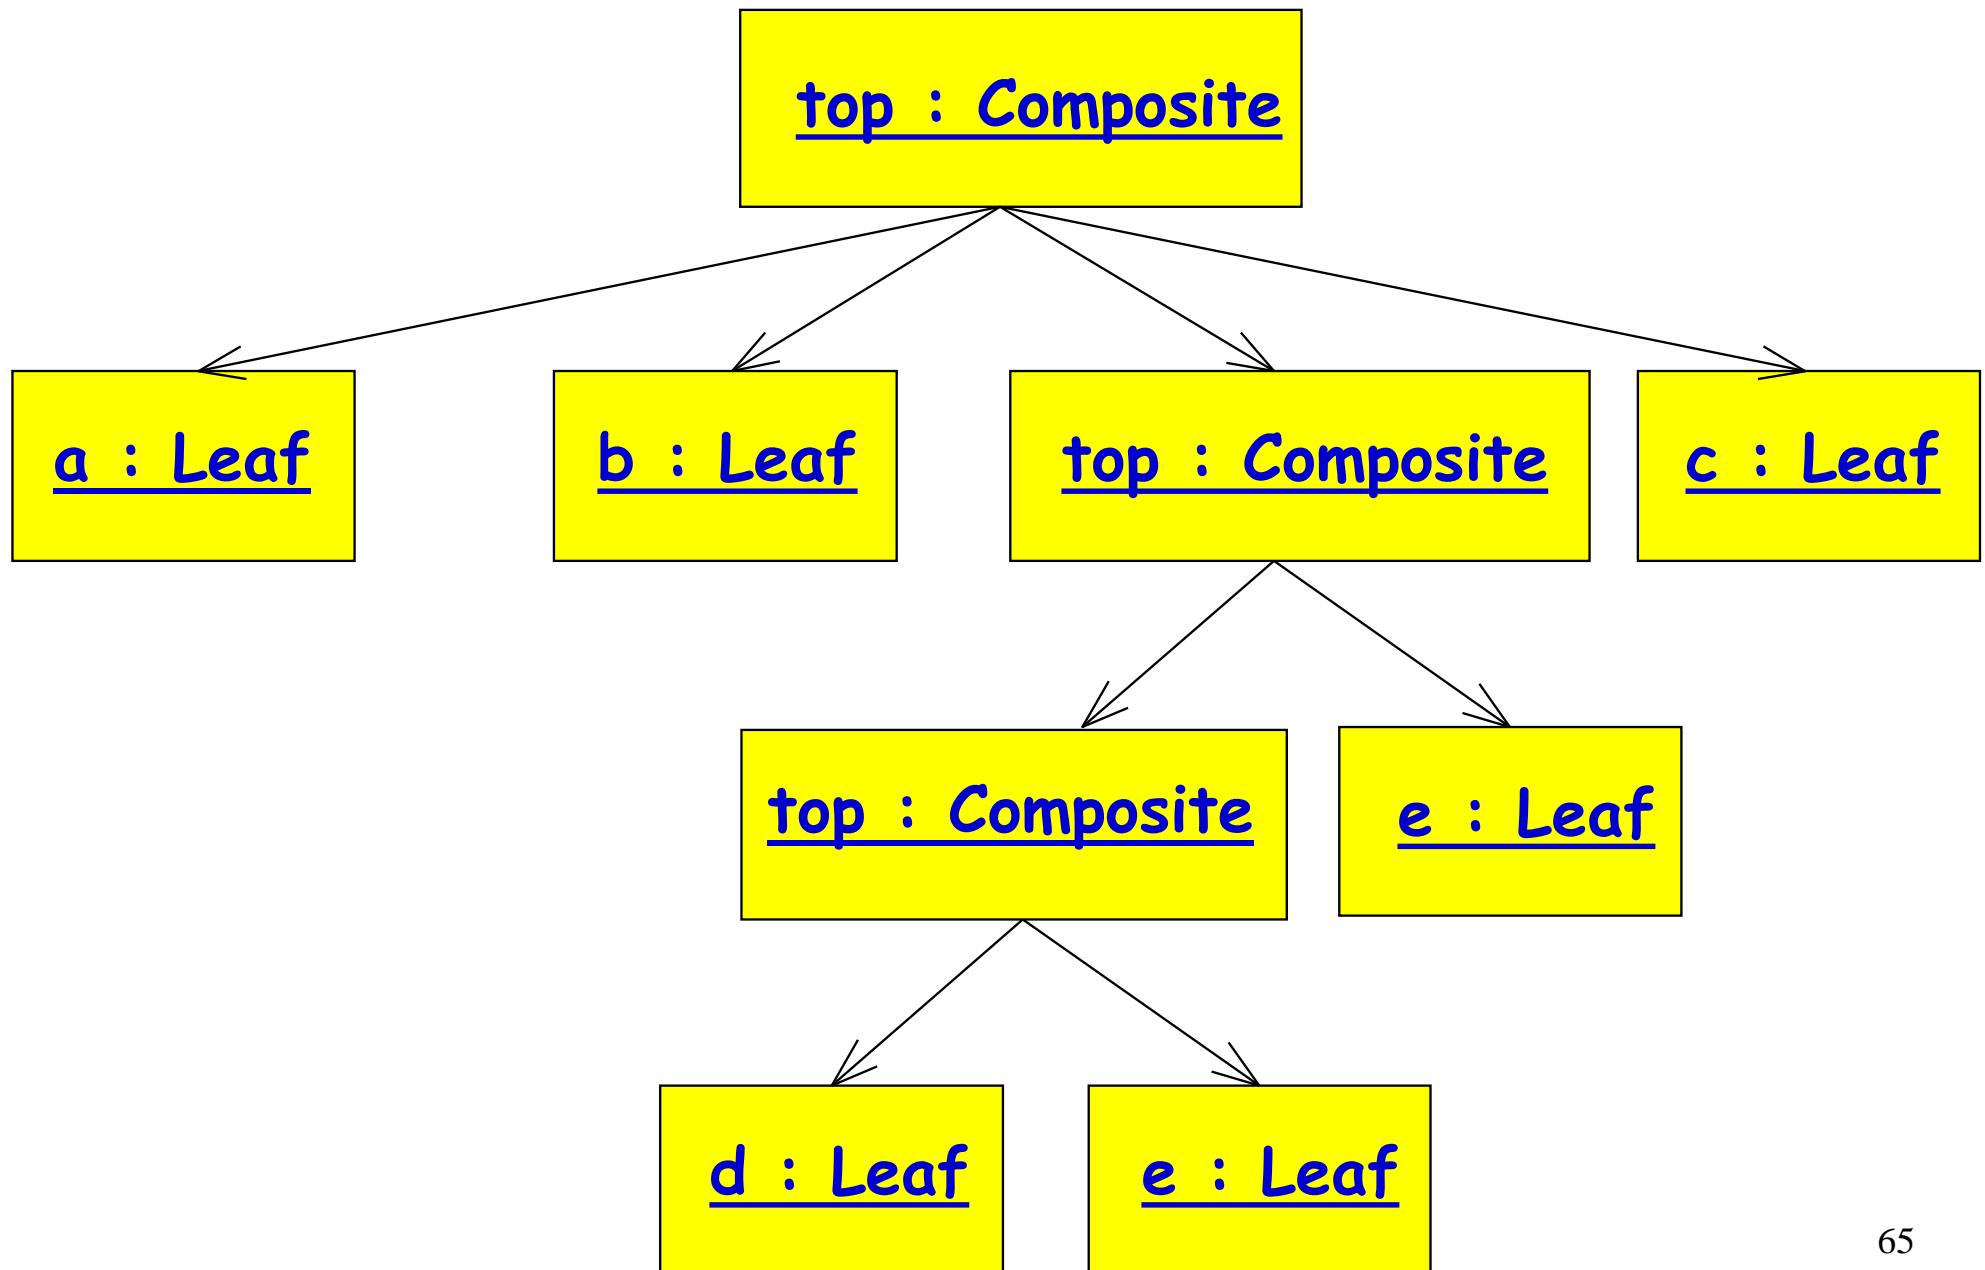 top : Composite
a : Leaf
b : Leaf
top : Composite
c : Leaf
top : Composite
e : Leaf
d : Leaf
e : Leaf
65